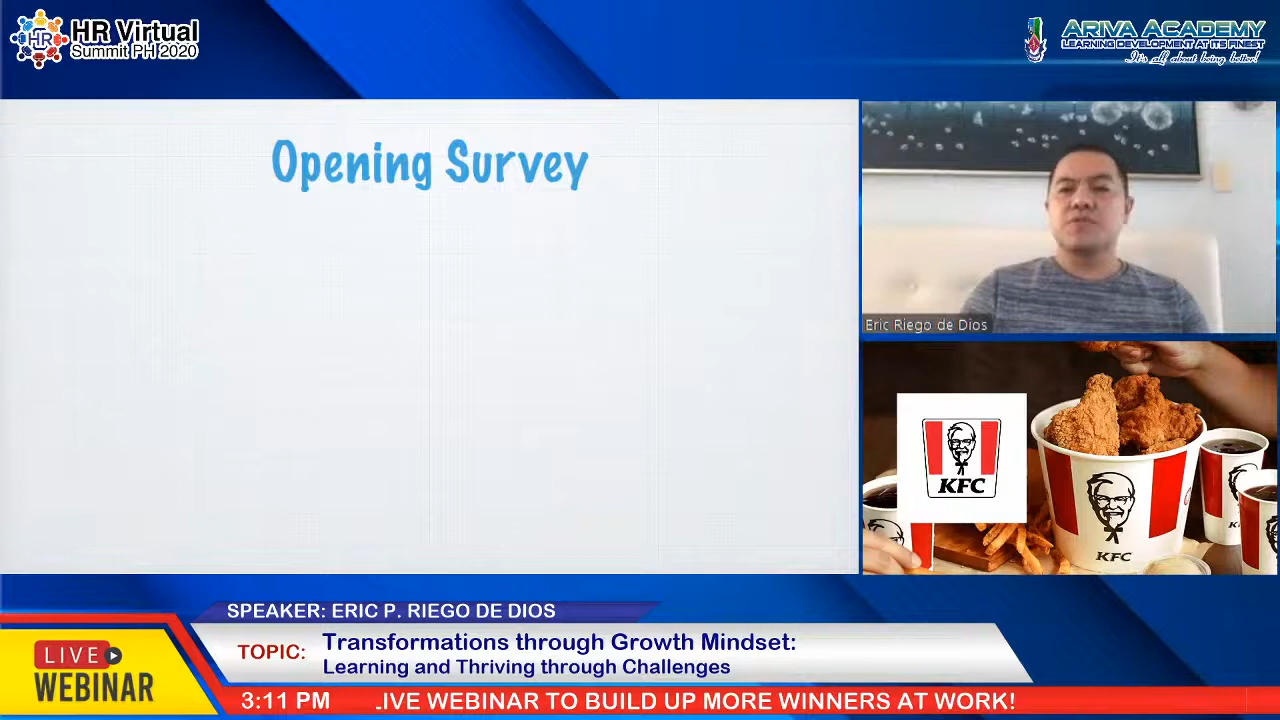 HR
HR Virtual
Summit PH 2020
ARIVA ACADEMY
LEARNING DEVELOPMENT AT ITS FINEST
It's all about being better!
Opening Survey
Eric Riego de Dios
KFC
KFC
SPEAKER: ERIC P. RIEGO DE DIOS
TOPIC: Transformations through Growth Mindset:
Learning and Thriving through Challenges
LIVE
WEBINAR
3:11 PM
LIVE WEBINAR TO BUILD UP MORE WINNERS AT WORK!